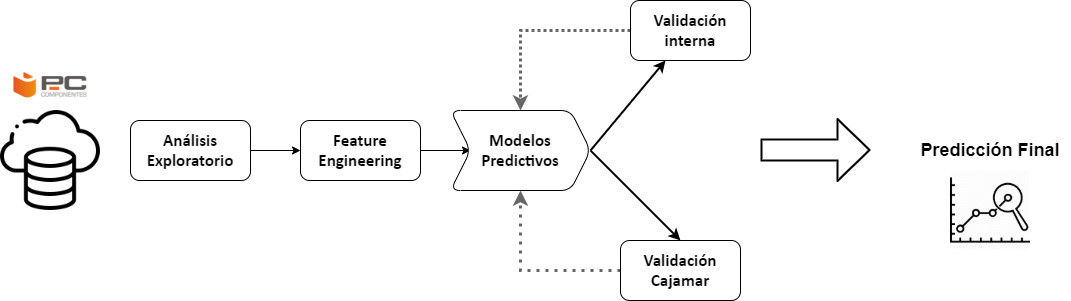 Validación
interna
PC
COMPONENTES
Análisis
Exploratorio
Feature
Engineering
Modelos
Predictivos
Predicción Final
Validación
Cajamar